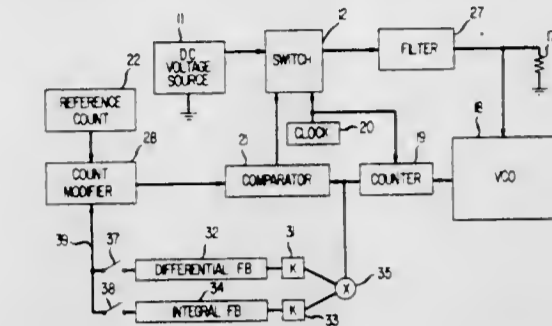 11
12
27
DC
VOLTAGE
SOURCE
SWITCH
FILTER
22
REFERENCE
COUNT
28
CLOCK
20
18
21
19
COUNT
MODIFIER
COMPARATOR
COUNTER
VCO
39
37
32
31
DIFFERENTIAL FB
K
35
X
34
38
INTEGRAL FB
K
33